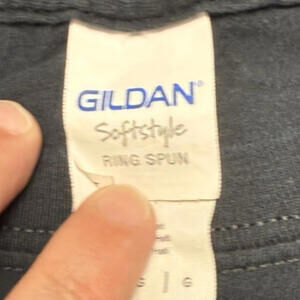 GILDAN®
Softstyle
RING SPUN
G | G